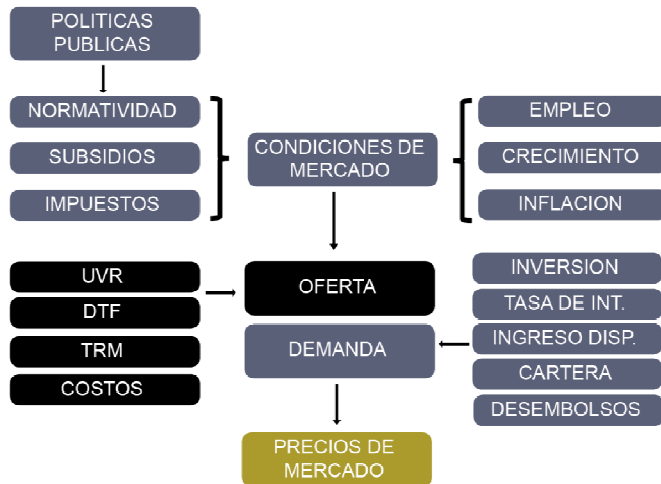 POLITICAS
PUBLICAS
NORMATIVIDAD
SUBSIDIOS
IMPUESTOS
CONDICIONES DE
MERCADO
EMPLEO
CRECIMIENTO
INFLACION
UVR
DTF
TRM
COSTOS
OFERTA
DEMANDA
INVERSION
TASA DE INT.
INGRESO DISP.
CARTERA
DESEMBOLSOS
PRECIOS DE
MERCADO